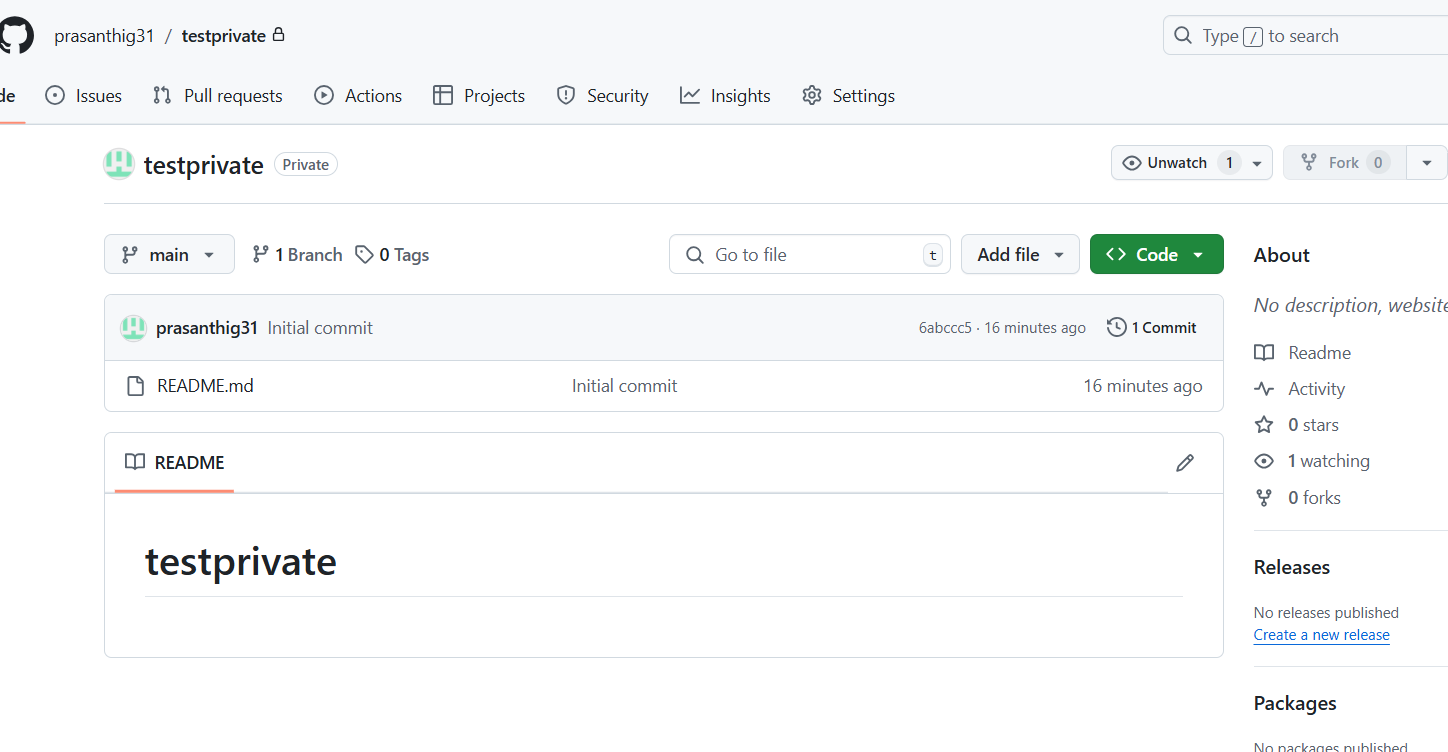 prasanthig31 / testprivate
Type / to search
de Issues Pull requests Actions Projects Security Insights Settings
testprivate Private
Unwatch 1 Fork 0
main 1 Branch 0 Tags
Go to file t Add file Code
prasanthig31 Initial commit 6abccc5 · 16 minutes ago 1 Commit
README.md Initial commit 16 minutes ago
README
testprivate
About
No description, website
Readme
Activity
0 stars
1 watching
0 forks
Releases
No releases published
Create a new release
Packages
No packages published